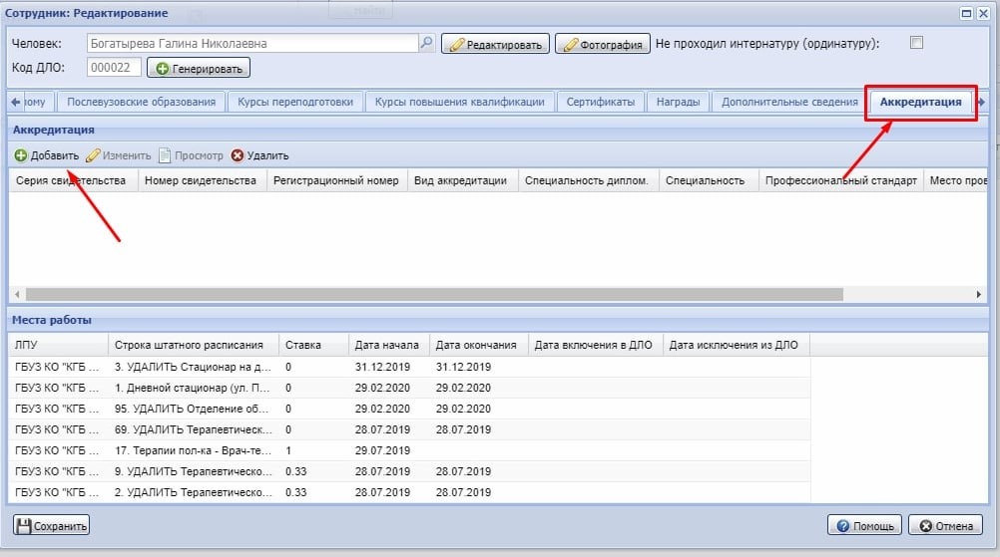 Найти
Сотрудник: Редактирование
Человек: Богатырева Галина Николаевна Редактировать Фотография Не проходил интернатуру (ординатуру):
Код ДЛО: 000022 Генерировать
ному Послевузовские образования Курсы переподготовки Курсы повышения квалификации Сертификаты Награды Дополнительные сведения Аккредитация
Аккредитация
Добавить Изменить Просмотр Удалить
Серия свидетельства Номер свидетельства Регистрационный номер Вид аккредитации Специальность диплом. Специальность Профессиональный стандарт Место пров
Места работы
ЛПУ Строка штатного расписания Ставка Дата начала Дата окончания Дата включения в ДЛО Дата исключения из ДЛО
ГБУЗ КО "КГБ ... 3. УДАЛИТЬ Стационар на д... 0 31.12.2019 31.12.2019
ГБУЗ КО "КГБ ... 1. Дневной стационар (ул. П... 0 29.02.2020 29.02.2020
ГБУЗ КО "КГБ ... 95. УДАЛИТЬ Отделение об... 0 29.02.2020 29.02.2020
ГБУЗ КО "КГБ ... 69. УДАЛИТЬ Терапевтическ... 0 28.07.2019 28.07.2019
ГБУЗ КО "КГБ ... 17. Терапии пол-ка - Врач-те... 1 29.07.2019
ГБУЗ КО "КГБ ... 9. УДАЛИТЬ Терапевтическо... 0.33 28.07.2019 28.07.2019
ГБУЗ КО "КГБ ... 2. УДАЛИТЬ Терапевтическо... 0.33 28.07.2019 28.07.2019
Сохранить Помощь Отмена